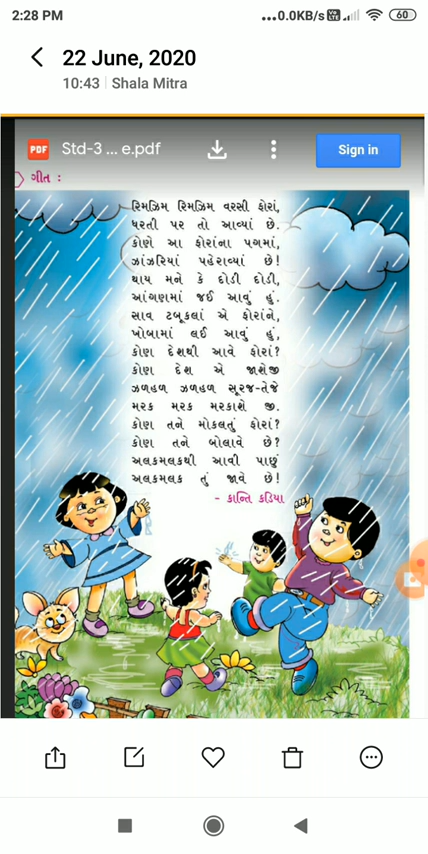 2:28 PM
...0.0KB/s
60
22 June, 2020
10:43 | Shala Mitra
PDF
Std-3 ... e.pdf
Sign in
ગીત :
રિમઝિમ રિમઝિમ વરસી ફોરાં,
ધરતી પર તો આવ્યાં છે.
કોણે આ ફોરાંના પગમાં,
ઝાંઝરિયાં પહેરાવ્યાં છે!
થાય મને કે દોડી દોડી,
આંગણમાં જઈ આવું હું.
સાવ ટબૂકલાં એ ફોરાંને,
ખોબામાં લઈ આવું હું,
કોણ દેશથી આવે ફોરાં?
કોણ દેશ એ જાશેજી
ઝળહળ ઝળહળ સૂરજ-તેજે
મરક મરક મરકાશે જી.
કોણ તને મોકલતું ફોરાં?
કોણ તને બોલાવે છે?
અલકમલકથી આવી પાછું
અલકમલક તું જાવે છે!
- કાન્તિ કડિયા